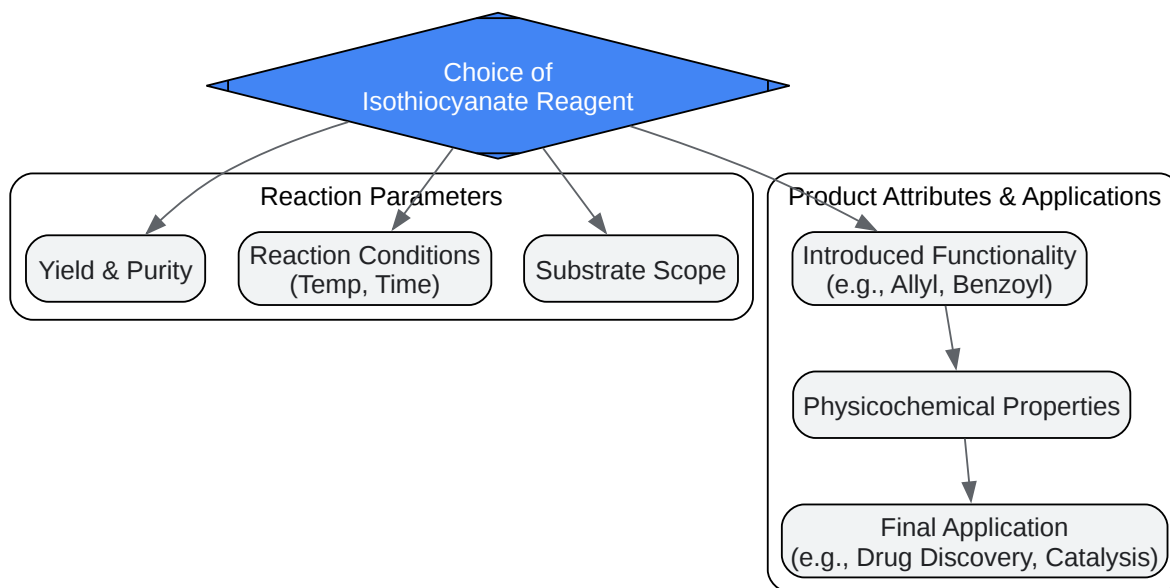 Choice of
Isothiocyanate Reagent
Reaction Parameters
Yield & Purity
Reaction Conditions
(Temp, Time)
Substrate Scope
Product Attributes & Applications
Introduced Functionality
(e.g., Allyl, Benzoyl)
Physicochemical Properties
Final Application
(e.g., Drug Discovery, Catalysis)